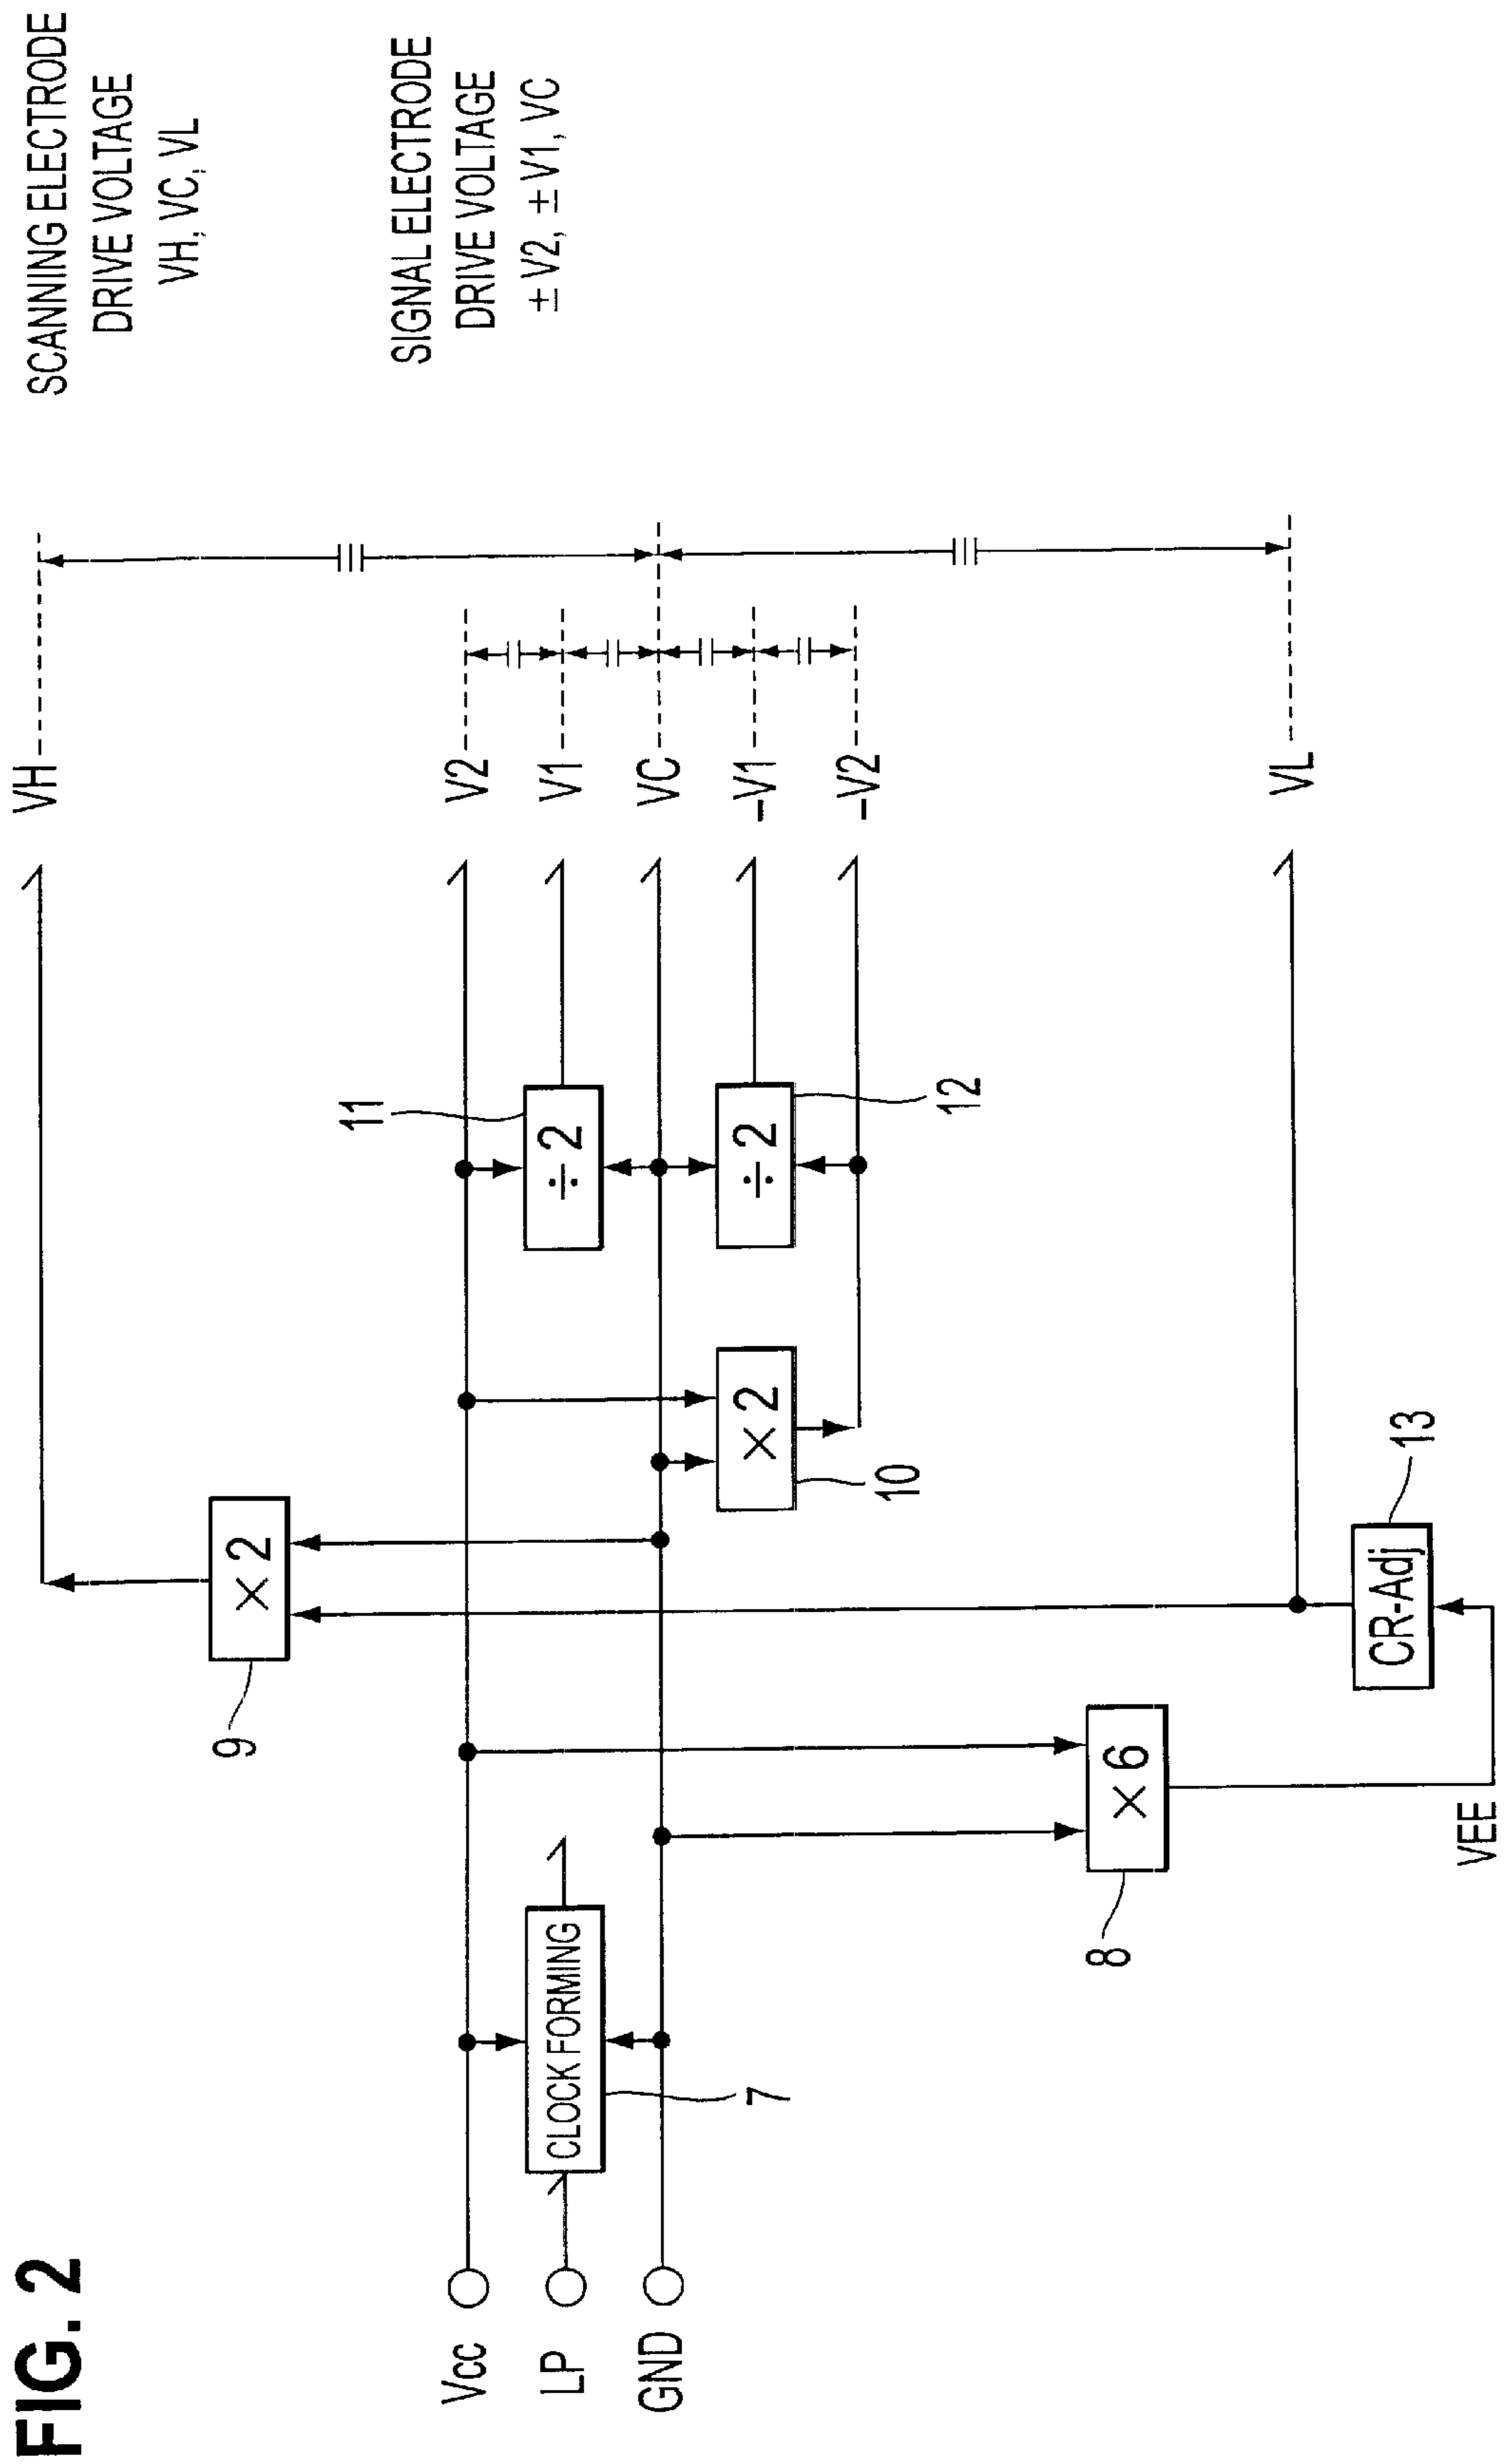 FIG. 2
SCANNING ELECTRODE
DRIVE VOLTAGE
VH, VC, VL
SIGNAL ELECTRODE
DRIVE VOLTAGE
± V2, ± V1, VC
VH
V2
V1
VC
–V1
–V2
VL
Vcc
LP
GND
CLOCK FORMING
7
× 6
8
VEE
× 2
9
× 2
10
÷ 2
11
÷ 2
12
CR-Adj
13